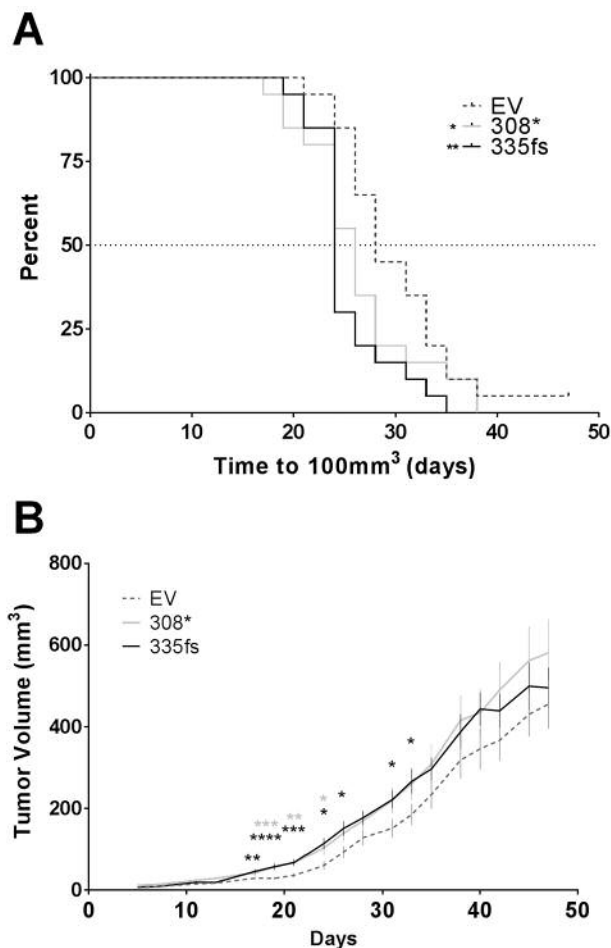 A
100
75
50
25
0
Percent
EV
* 308*
** 335fs
0 10 20 30 40 50
Time to 100mm³ (days)
B
800
600
400
200
0
Tumor Volume (mm³)
EV
308*
335fs
*
*
* *
*** **
**** *** *
**
0 10 20 30 40 50
Days